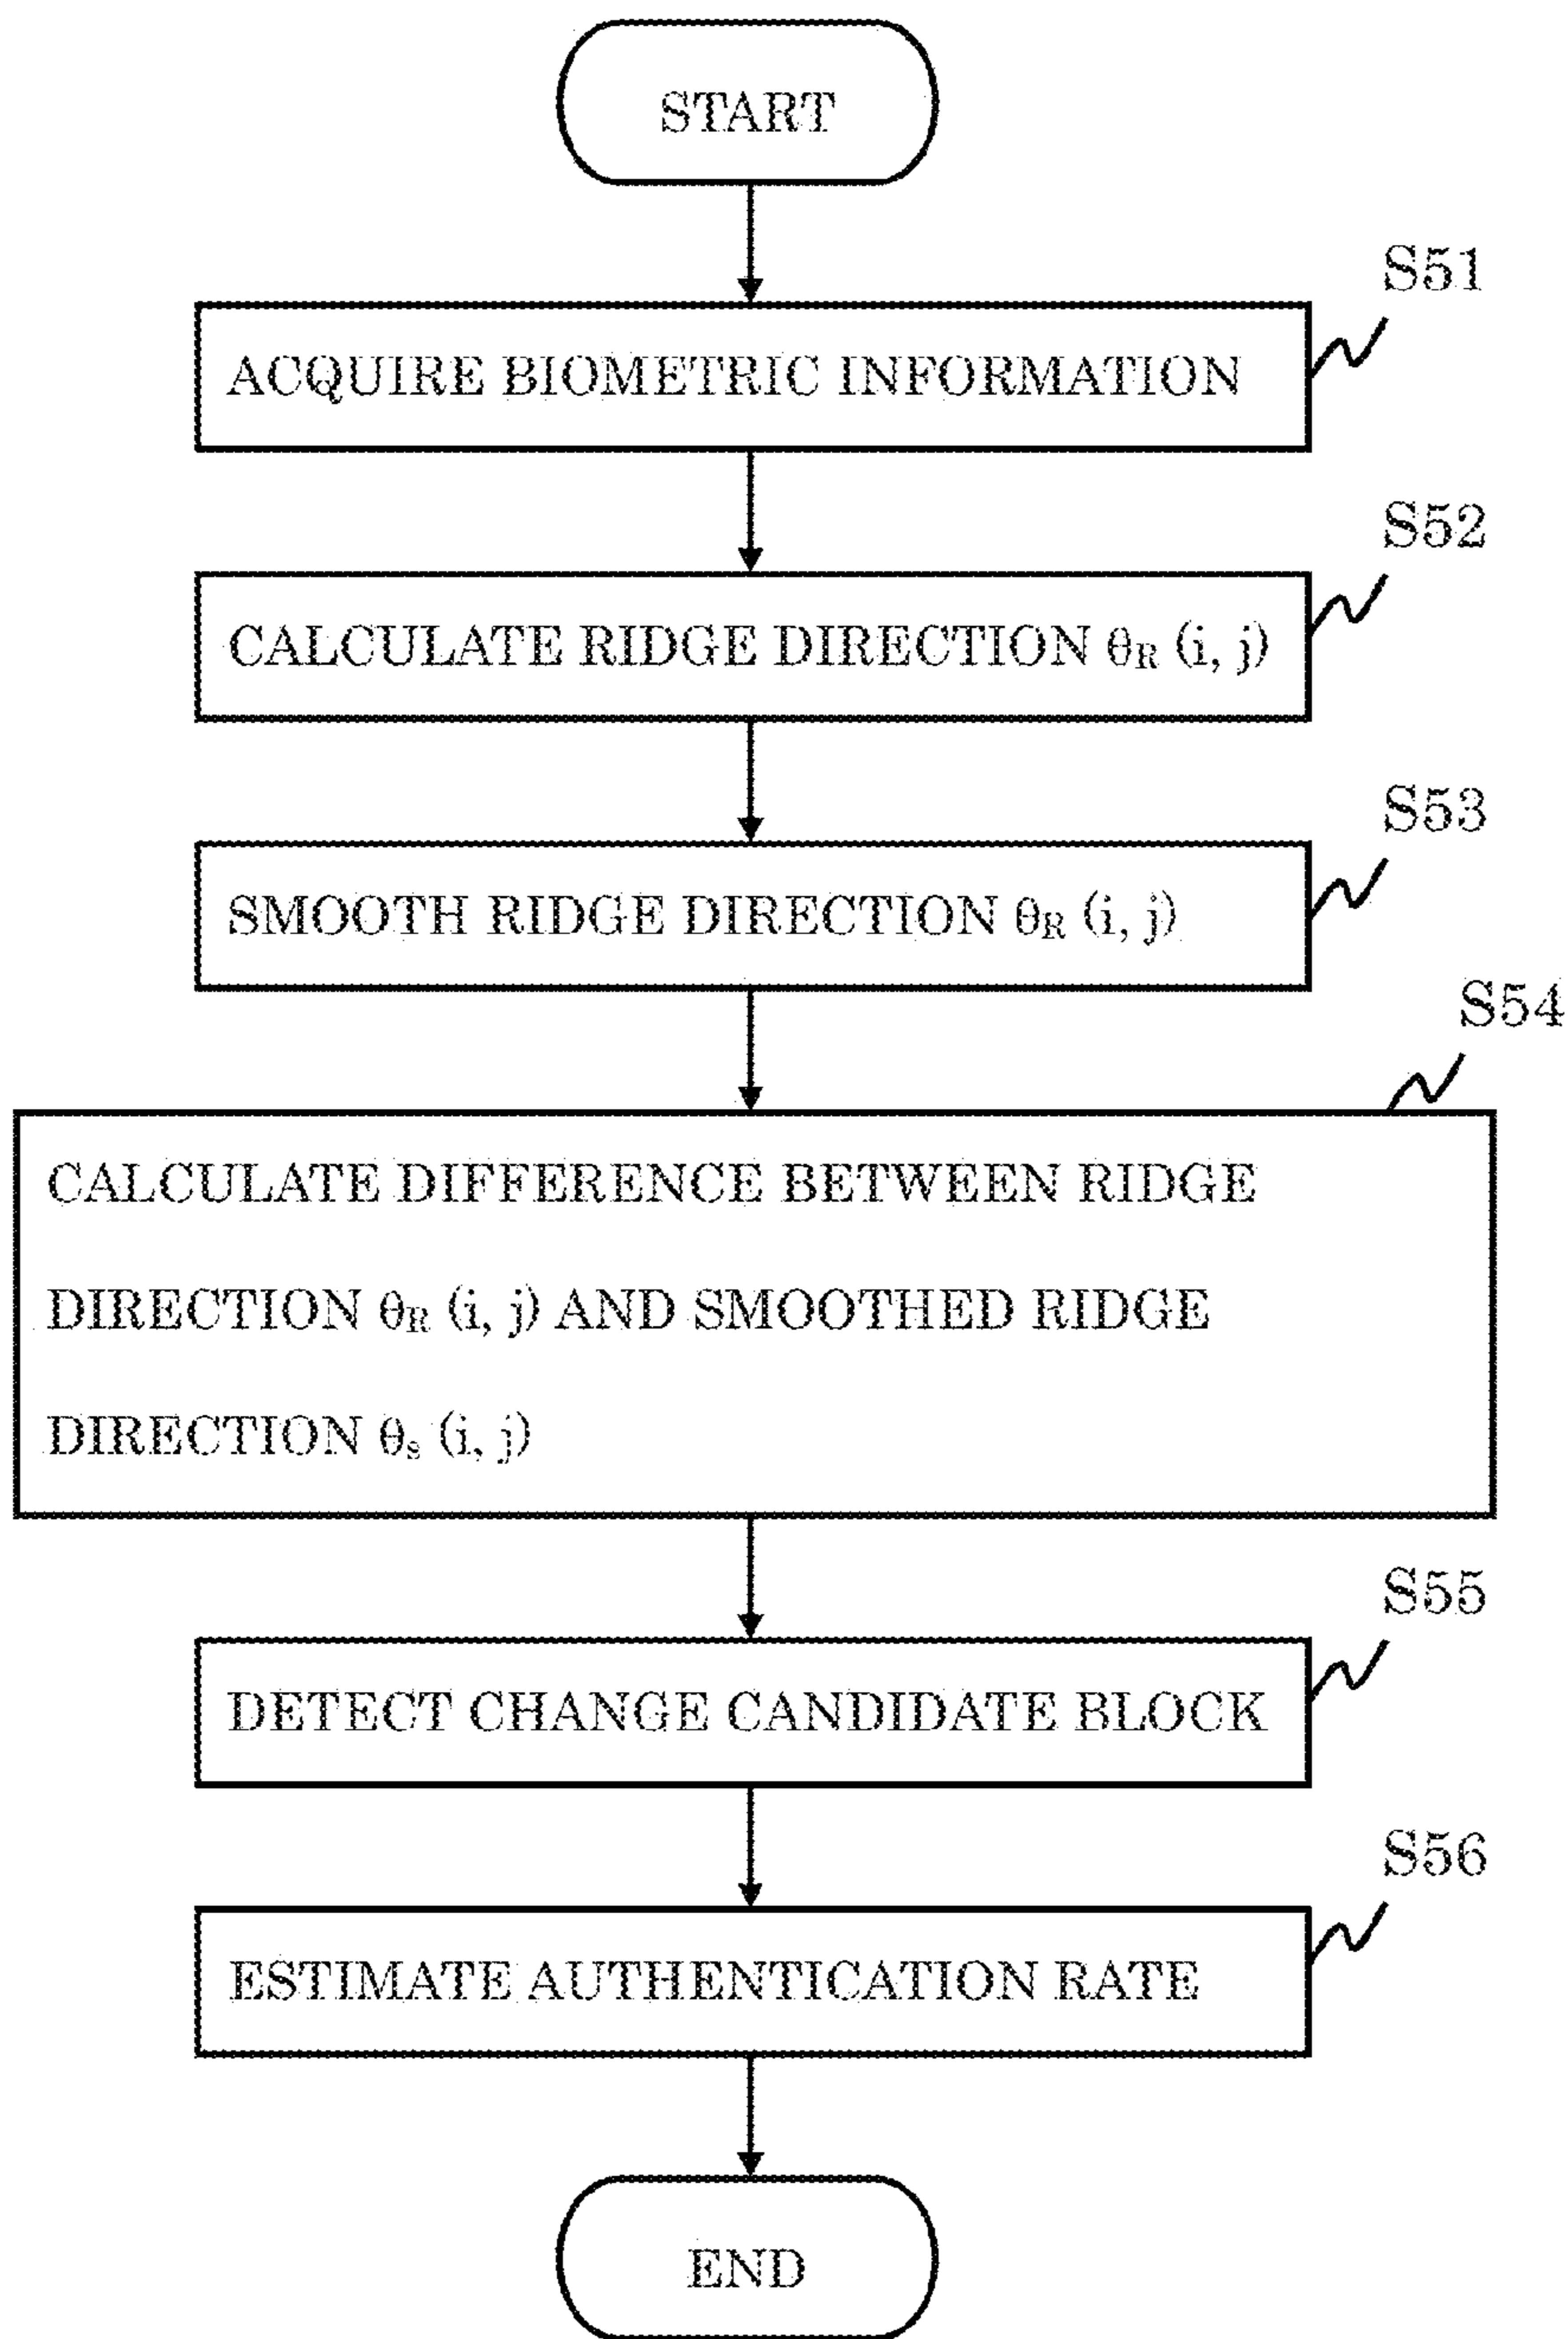 START
S51
ACQUIRE BIOMETRIC INFORMATION
S52
CALCULATE RIDGE DIRECTION θR (i, j)
S53
SMOOTH RIDGE DIRECTION θR (i, j)
S54
CALCULATE DIFFERENCE BETWEEN RIDGE
DIRECTION θR (i, j) AND SMOOTHED RIDGE
DIRECTION θs (i, j)
S55
DETECT CHANGE CANDIDATE BLOCK
S56
ESTIMATE AUTHENTICATION RATE
END